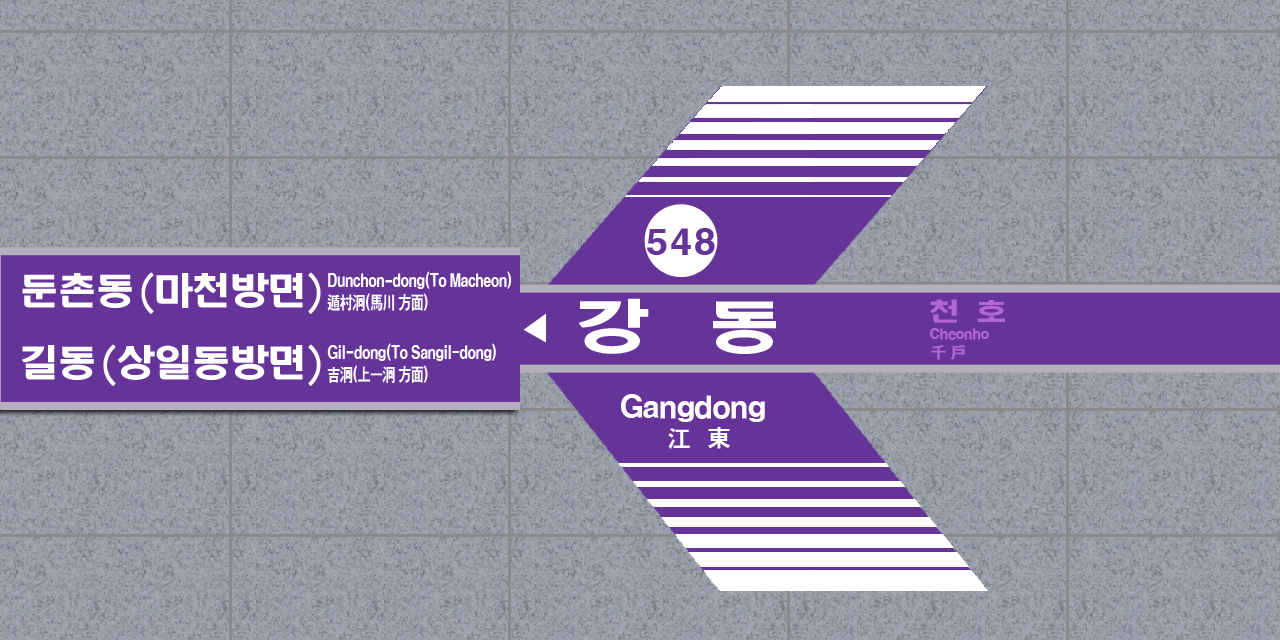 둔촌동(마천방면)
Dunchon-dong(To Macheon)
遁村洞(馬川 方面)
길동(상일동방면)
Gil-dong(To Sangil-dong)
吉洞(上一洞 方面)
548
강 동
Gangdong
江 東
천 호
Cheonho
千戶